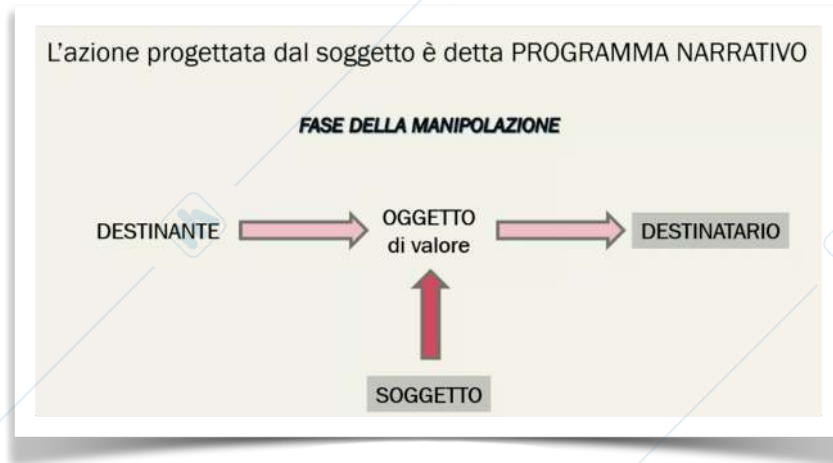 L'azione progettata dal soggetto è detta PROGRAMMA NARRATIVO
FASE DELLA MANIPOLAZIONE
DESTINANTE
OGGETTO
di valore
DESTINATARIO
SOGGETTO